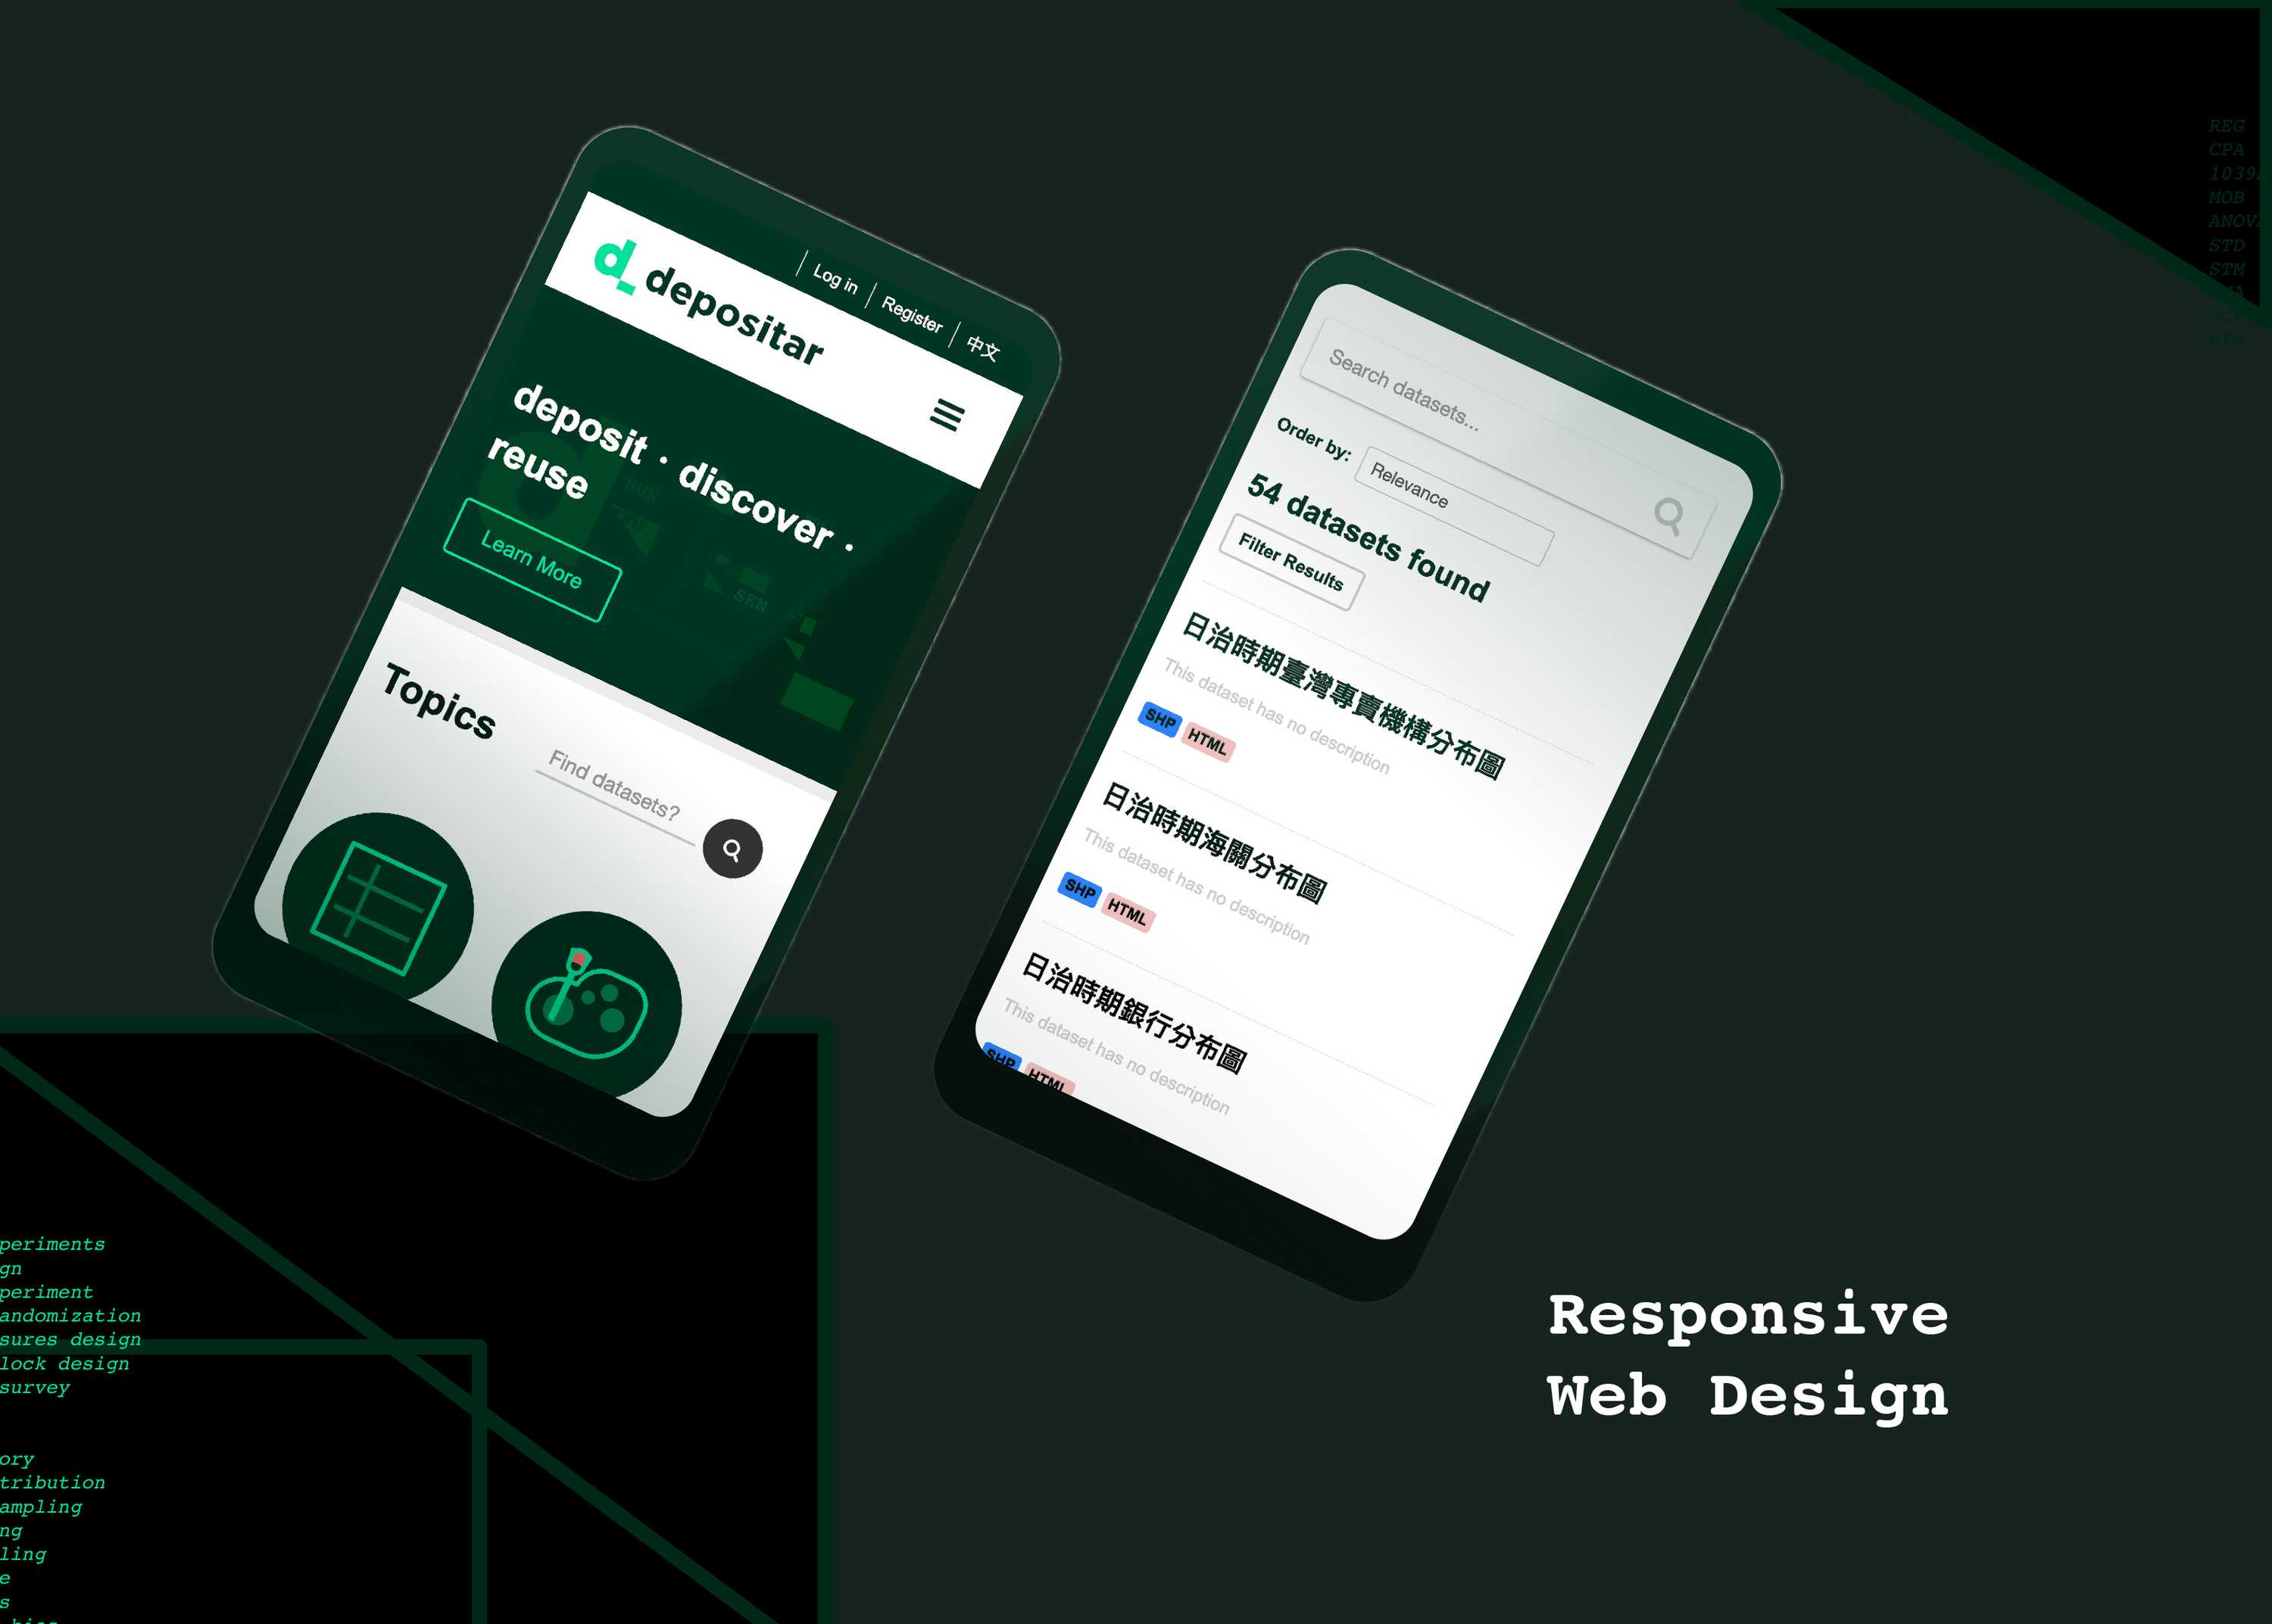 Log in
Register
中文
depositar
deposit · discover ·
reuse
Learn More
Topics
Find datasets?
Search datasets...
Order by:
Relevance
54 datasets found
Filter Results
日治時期臺灣專賣機構分布圖
This dataset has no description
SHP
HTML
日治時期海關分布圖
This dataset has no description
SHP
HTML
日治時期銀行分布圖
This dataset has no description
SHP
HTML
Responsive
Web Design
REG
CPA
1039
MOB
ANOV
STD
STM
SEN
periments
gn
periment
andomization
sures design
lock design
survey
ory
tribution
ampling
ng
ling
e
s